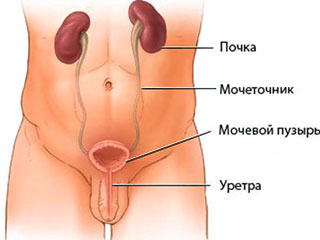 Почка
Мочеточник
Мочевой пузырь
Уретра